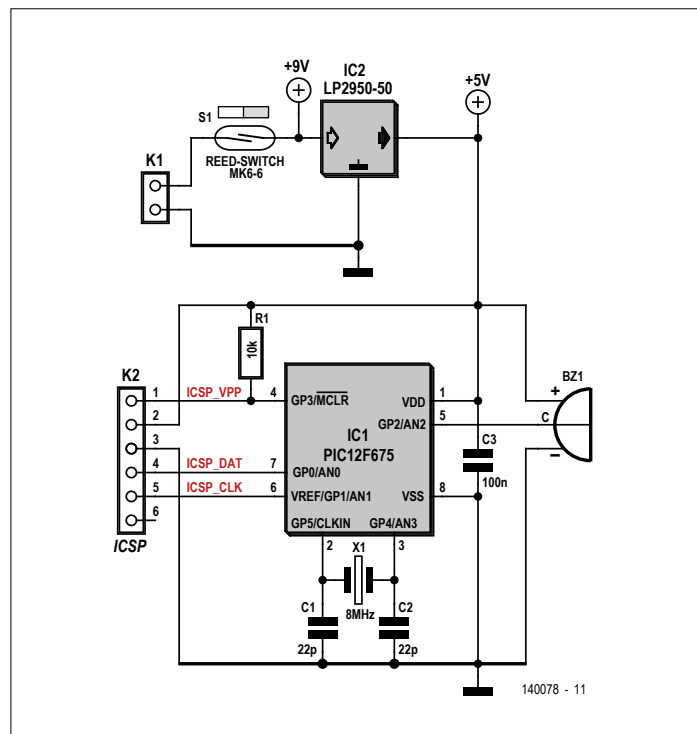 +9V
IC2
LP2950-50
+5V
S1
REED-SWITCH
MK6-6
K1
R1
10k
K2
1
2
3
4
5
6
ICSP
ICSP_VPP
ICSP_DAT
ICSP_CLK
4
7
6
GP3/MCLR
GP0/AN0
VREF/GP1/AN1
GP5/CLKIN
GP4/AN3
IC1
PIC12F675
VDD
GP2/AN2
VSS
1
5
8
2
3
X1
8MHz
C1
22p
C2
22p
C3
100n
BZ1
+
C
–
140078 - 11